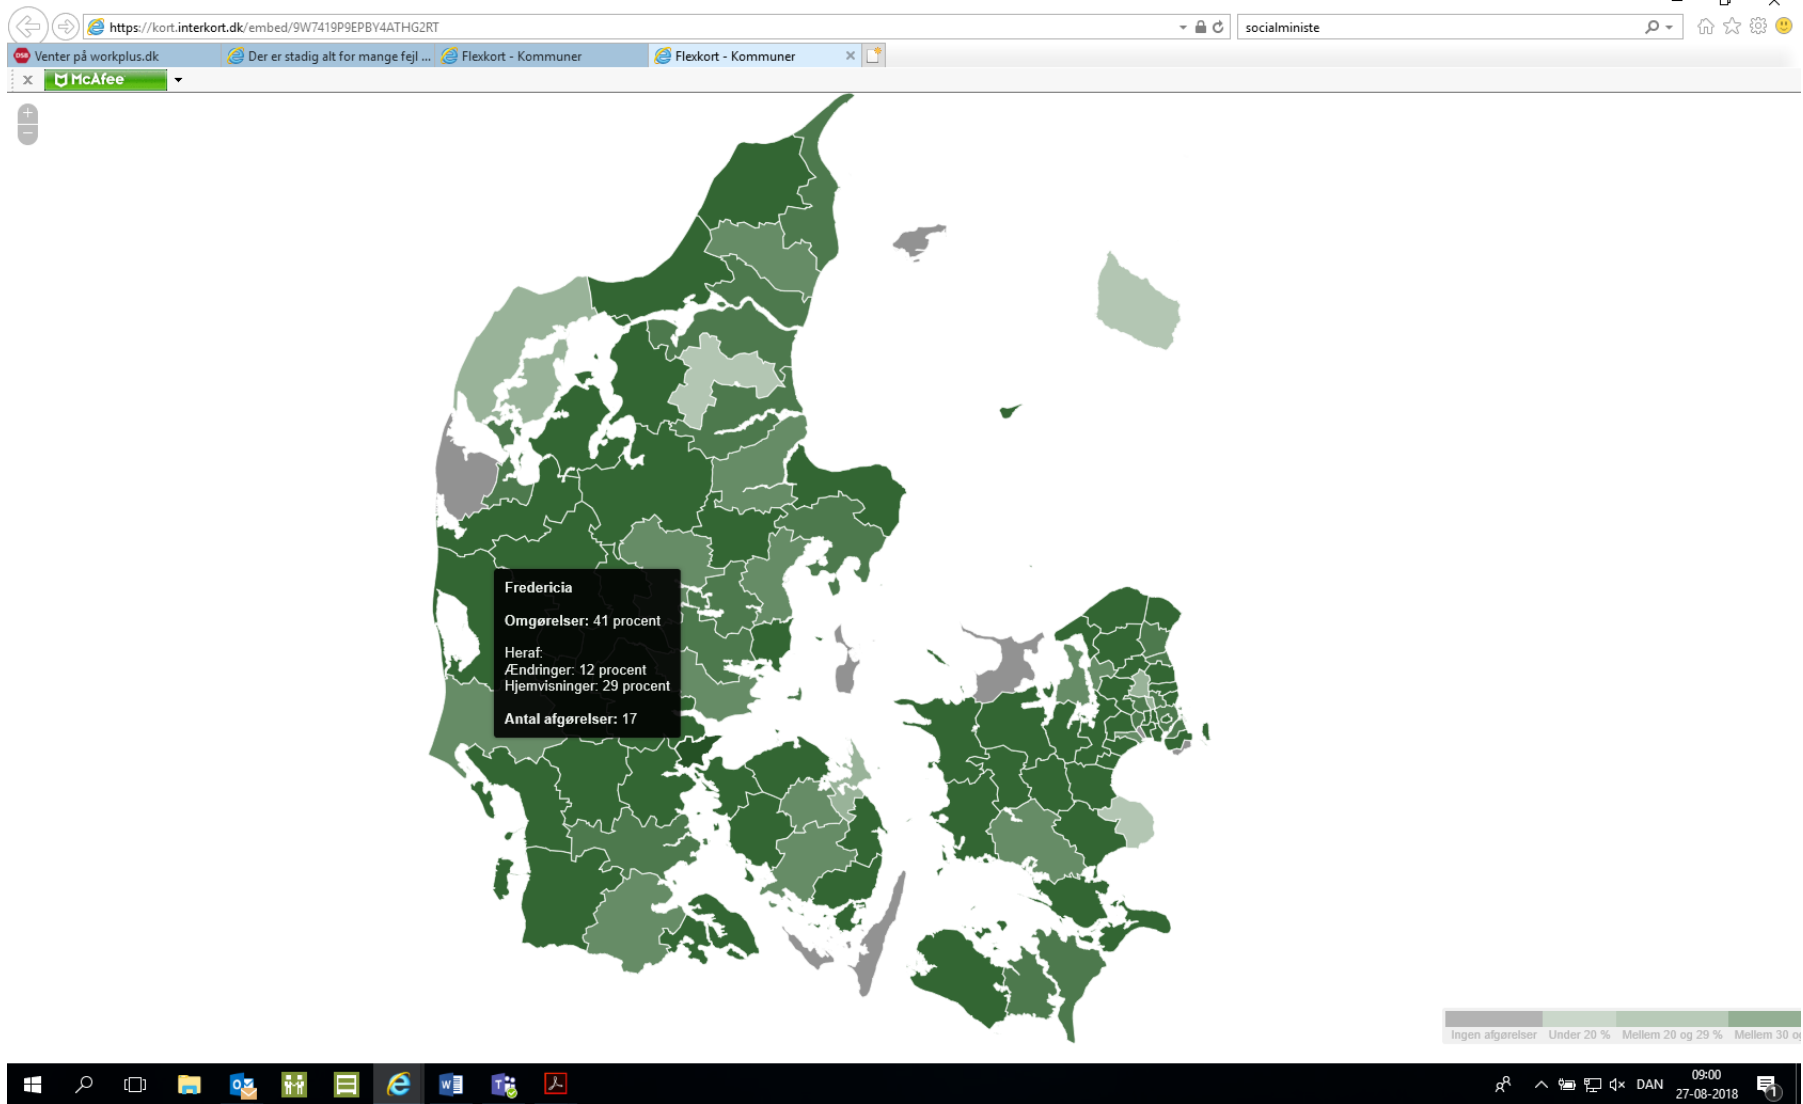 https://kort.interkort.dk/embed/9W7419P9EPBY4ATHG2RT
socialministe
Venter på workplus.dk
Der er stadig alt for mange fejl ...
Flexkort - Kommuner
Flexkort - Kommuner
McAfee
Fredericia
Omgørelser: 41 procent
Heraf:
Ændringer: 12 procent
Hjemvisninger: 29 procent
Antal afgørelser: 17
Ingen afgørelser
Under 20 %
Mellem 20 og 29 %
Mellem 30 og
DAN
09:00
27-08-2018